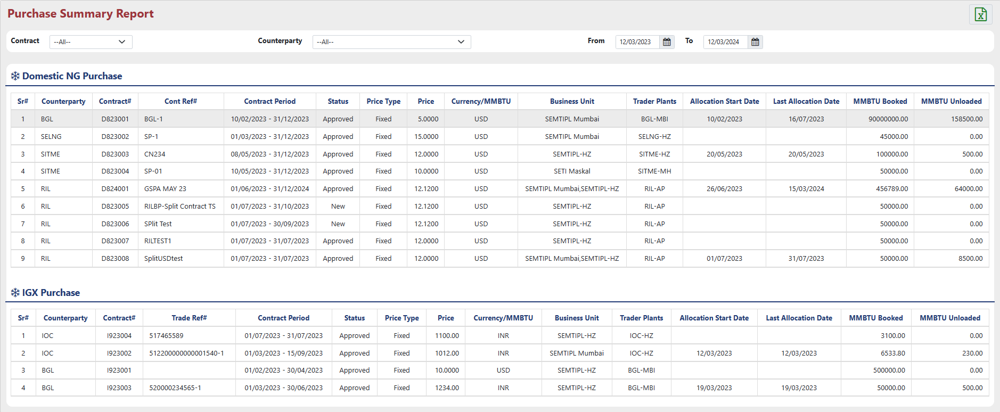 Purchase Summary Report
Contract --All-- Counterparty --All-- From 12/03/2023 To 12/03/2024
Domestic NG Purchase
Sr# Counterparty Contract# Cont Ref# Contract Period Status Price Type Price Currency/MMBTU Business Unit Trader Plants Allocation Start Date Last Allocation Date MMBTU Booked MMBTU Unloaded
1 BGL D823001 BGL-1 10/02/2023 - 31/12/2023 Approved Fixed 5.0000 USD SEMTIPL Mumbai BGL-MBI 10/02/2023 16/07/2023 90000000.00 158500.00
2 SELNG D823002 SP-1 01/03/2023 - 31/12/2023 Approved Fixed 15.0000 USD SEMTIPL Mumbai SELNG-HZ 45000.00 0.00
3 SITME D823003 CN234 08/05/2023 - 31/12/2023 Approved Fixed 12.0000 USD SEMTIPL-HZ SITME-HZ 20/05/2023 20/05/2023 100000.00 500.00
4 SITME D823004 SP-01 10/05/2023 - 31/12/2023 Approved Fixed 10.0000 USD SETI Maskal SITME-MH 50000.00 0.00
5 RIL D824001 GSPA MAY 23 01/06/2023 - 31/12/2024 Approved Fixed 12.1200 USD SEMTIPL Mumbai,SEMTIPL-HZ RIL-AP 26/06/2023 15/03/2024 456789.00 64000.00
6 RIL D823005 RILBP-Split Contract TS 01/07/2023 - 31/10/2023 New Fixed 12.1200 USD SEMTIPL-HZ RIL-AP 50000.00 0.00
7 RIL D823006 SPlit Test 01/07/2023 - 30/09/2023 New Fixed 12.1200 USD SEMTIPL-HZ RIL-AP 50000.00 0.00
8 RIL D823007 RILTEST1 01/07/2023 - 31/07/2023 Approved Fixed 12.0000 USD SEMTIPL-HZ RIL-AP 50000.00 0.00
9 RIL D823008 SplitUSDtest 01/07/2023 - 31/07/2023 Approved Fixed 12.0000 USD SEMTIPL Mumbai,SEMTIPL-HZ RIL-AP 01/07/2023 31/07/2023 50000.00 8500.00
IGX Purchase
Sr# Counterparty Contract# Trade Ref# Contract Period Status Price Type Price Currency/MMBTU Business Unit Trader Plants Allocation Start Date Last Allocation Date MMBTU Booked MMBTU Unloaded
1 IOC I923004 517465589 01/07/2023 - 31/07/2023 Approved Fixed 1100.00 INR SEMTIPL-HZ IOC-HZ 3100.00 0.00
2 IOC I923002 512200000000001540-1 01/03/2023 - 15/09/2023 Approved Fixed 1012.00 INR SEMTIPL Mumbai IOC-HZ 12/03/2023 12/03/2023 6533.80 230.00
3 BGL I923001 01/02/2023 - 30/04/2023 Approved Fixed 10.0000 USD SEMTIPL-HZ BGL-MBI 500000.00 0.00
4 BGL I923003 520000234565-1 01/03/2023 - 30/06/2023 Approved Fixed 1234.00 INR SEMTIPL-HZ BGL-MBI 19/03/2023 19/03/2023 50000.00 500.00